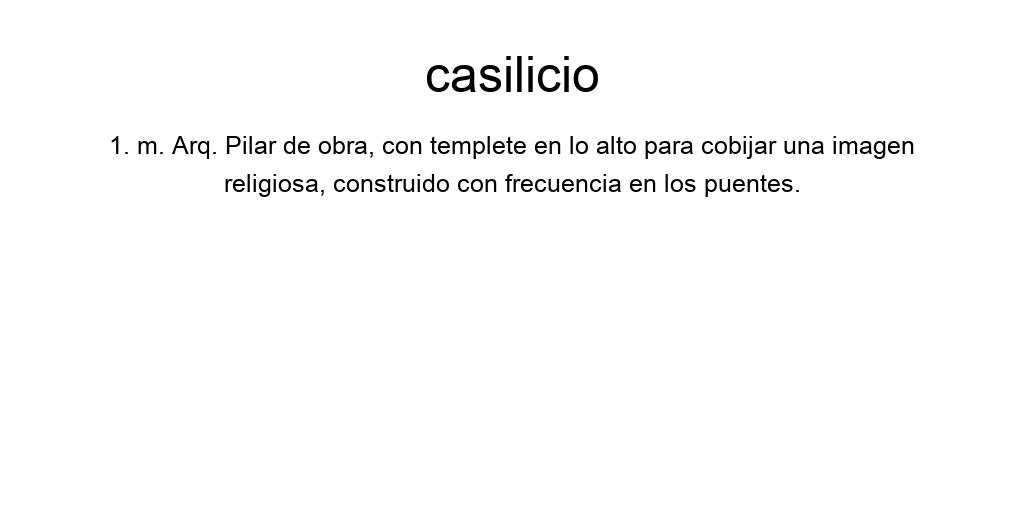 casilicio
1. m. Arq. Pilar de obra, con templete en lo alto para cobijar una imagen
religiosa, construido con frecuencia en los puentes.